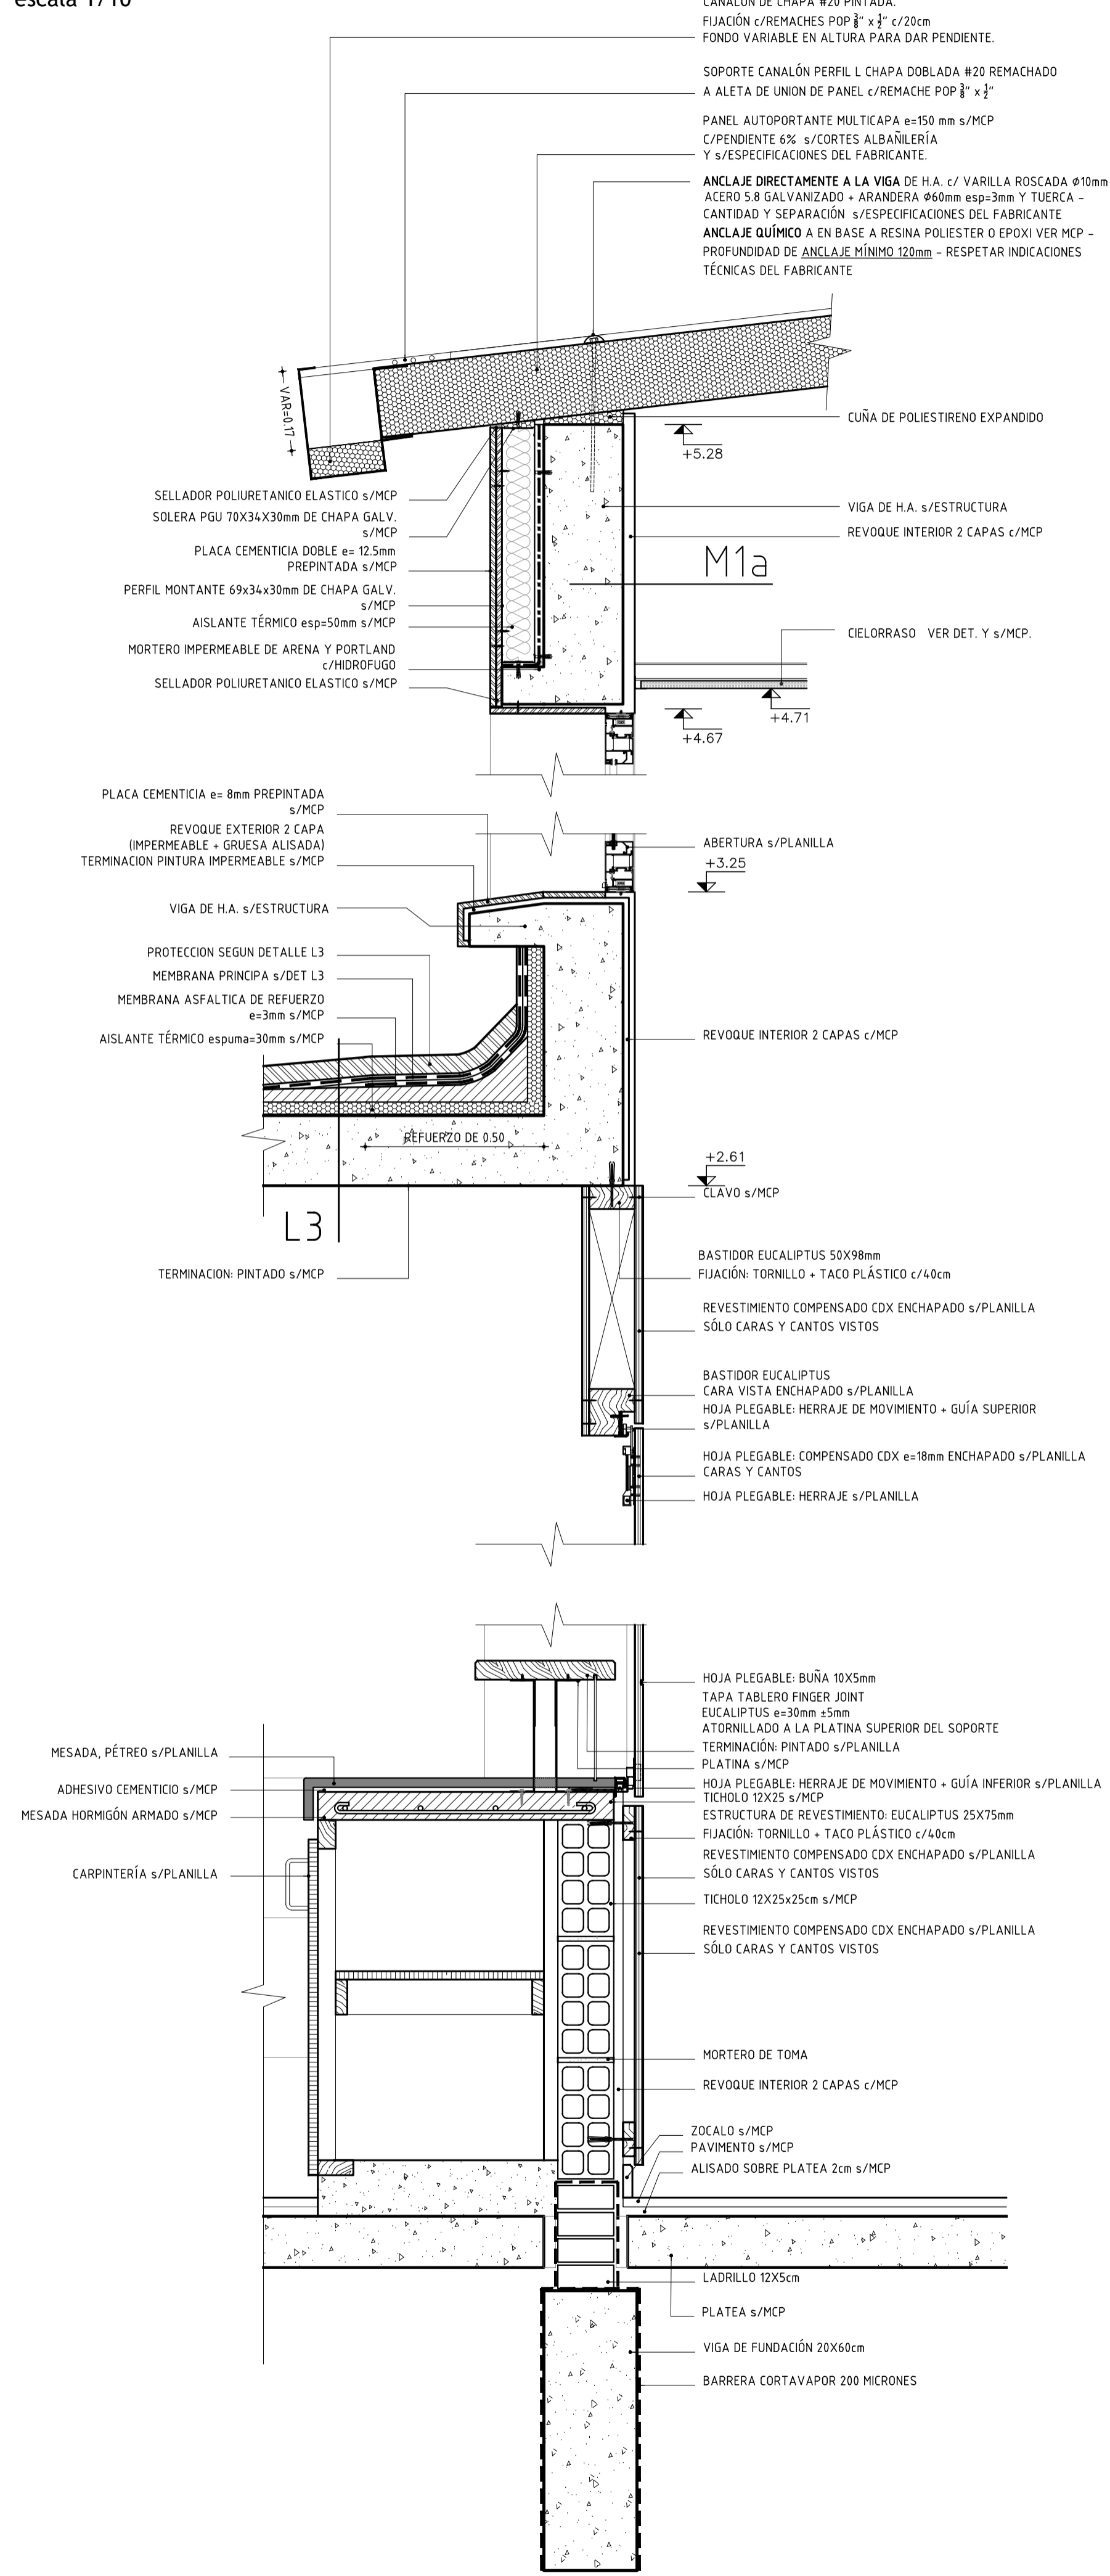 escala 1/10
CANALÓN DE CHAPA #20 PINTADA.
FIJACIÓN c/REMACHES POP 3/8" x 1/2" c/20cm
FONDO VARIABLE EN ALTURA PARA DAR PENDIENTE.
SOPORTE CANALÓN PERFIL L CHAPA DOBLADA #20 REMACHADO
A ALETA DE UNION DE PANEL c/REMACHE POP 3/8" x 1/2"
PANEL AUTOPORTANTE MULTICAPA e=150 mm s/MCP
C/PENDIENTE 6% s/CORTES ALBAÑILERÍA
Y s/ESPECIFICACIONES DEL FABRICANTE.
ANCLAJE DIRECTAMENTE A LA VIGA DE H.A. c/ VARILLA ROSCADA Ø10mm
ACERO 5.8 GALVANIZADO + ARANDERA Ø60mm esp=3mm Y TUERCA -
CANTIDAD Y SEPARACIÓN s/ESPECIFICACIONES DEL FABRICANTE
ANCLAJE QUÍMICO A EN BASE A RESINA POLIESTER O EPOXI VER MCP -
PROFUNDIDAD DE ANCLAJE MÍNIMO 120mm - RESPETAR INDICACIONES
TÉCNICAS DEL FABRICANTE
VAR=0.17
CUÑA DE POLIESTIRENO EXPANDIDO
+5.28
SELLADOR POLIURETANICO ELASTICO s/MCP
SOLERA PGU 70X34X30mm DE CHAPA GALV.
s/MCP
PLACA CEMENTICIA DOBLE e= 12.5mm
PREPINTADA s/MCP
PERFIL MONTANTE 69x34x30mm DE CHAPA GALV.
s/MCP
AISLANTE TÉRMICO esp=50mm s/MCP
MORTERO IMPERMEABLE DE ARENA Y PORTLAND
c/HIDROFUGO
SELLADOR POLIURETANICO ELASTICO s/MCP
VIGA DE H.A. s/ESTRUCTURA
REVOQUE INTERIOR 2 CAPAS c/MCP
M1a
CIELORRASO VER DET. Y s/MCP.
+4.71
+4.67
PLACA CEMENTICIA e= 8mm PREPINTADA
s/MCP
REVOQUE EXTERIOR 2 CAPA
(IMPERMEABLE + GRUESA ALISADA)
TERMINACION PINTURA IMPERMEABLE s/MCP
VIGA DE H.A. s/ESTRUCTURA
PROTECCION SEGUN DETALLE L3
MEMBRANA PRINCIPA s/DET L3
MEMBRANA ASFALTICA DE REFUERZO
e=3mm s/MCP
AISLANTE TÉRMICO espuma=30mm s/MCP
ABERTURA s/PLANILLA
+3.25
REVOQUE INTERIOR 2 CAPAS c/MCP
REFUERZO DE 0.50
+2.61
L3
TERMINACION: PINTADO s/MCP
CLAVO s/MCP
BASTIDOR EUCALIPTUS 50X98mm
FIJACIÓN: TORNILLO + TACO PLÁSTICO c/40cm
REVESTIMIENTO COMPENSADO CDX ENCHAPADO s/PLANILLA
SÓLO CARAS Y CANTOS VISTOS
BASTIDOR EUCALIPTUS
CARA VISTA ENCHAPADO s/PLANILLA
HOJA PLEGABLE: HERRAJE DE MOVIMIENTO + GUÍA SUPERIOR
s/PLANILLA
HOJA PLEGABLE: COMPENSADO CDX e=18mm ENCHAPADO s/PLANILLA
CARAS Y CANTOS
HOJA PLEGABLE: HERRAJE s/PLANILLA
MESADA, PÉTREO s/PLANILLA
ADHESIVO CEMENTICIO s/MCP
MESADA HORMIGÓN ARMADO s/MCP
CARPINTERÍA s/PLANILLA
HOJA PLEGABLE: BUÑA 10X5mm
TAPA TABLERO FINGER JOINT
EUCALIPTUS e=30mm ±5mm
ATORNILLADO A LA PLATINA SUPERIOR DEL SOPORTE
TERMINACIÓN: PINTADO s/PLANILLA
PLATINA s/MCP
HOJA PLEGABLE: HERRAJE DE MOVIMIENTO + GUÍA INFERIOR s/PLANILLA
TICHOLO 12X25 s/MCP
ESTRUCTURA DE REVESTIMIENTO: EUCALIPTUS 25X75mm
FIJACIÓN: TORNILLO + TACO PLÁSTICO c/40cm
REVESTIMIENTO COMPENSADO CDX ENCHAPADO s/PLANILLA
SÓLO CARAS Y CANTOS VISTOS
TICHOLO 12X25x25cm s/MCP
REVESTIMIENTO COMPENSADO CDX ENCHAPADO s/PLANILLA
SÓLO CARAS Y CANTOS VISTOS
MORTERO DE TOMA
REVOQUE INTERIOR 2 CAPAS c/MCP
ZOCALO s/MCP
PAVIMENTO s/MCP
ALISADO SOBRE PLATEA 2cm s/MCP
LADRILLO 12X5cm
PLATEA s/MCP
VIGA DE FUNDACIÓN 20X60cm
BARRERA CORTAVAPOR 200 MICRONES